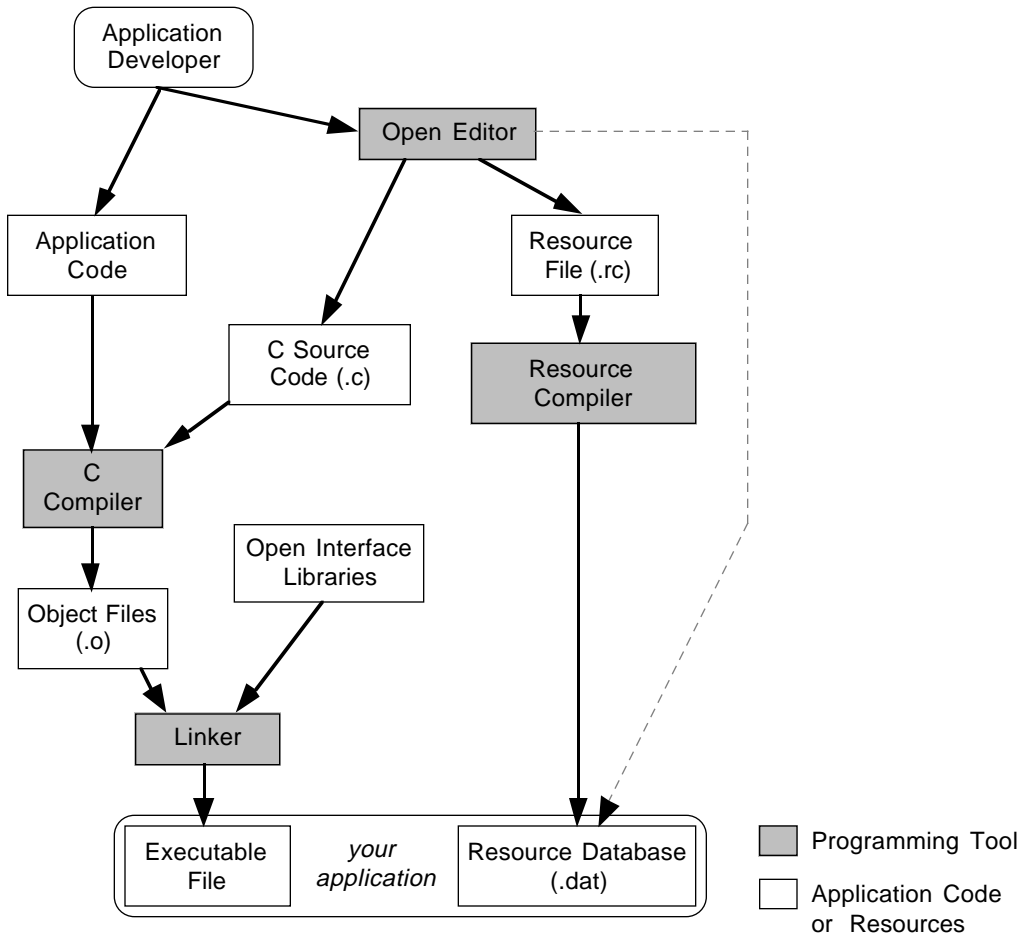 Application
Developer
Open Editor
Application
Code
Resource
File (.rc)
C Source
Code (.c)
Resource
Compiler
C
Compiler
Open Interface
Libraries
Object Files
(.o)
Linker
Executable
File
your
application
Resource Database
(.dat)
Programming Tool
Application Code
or Resources